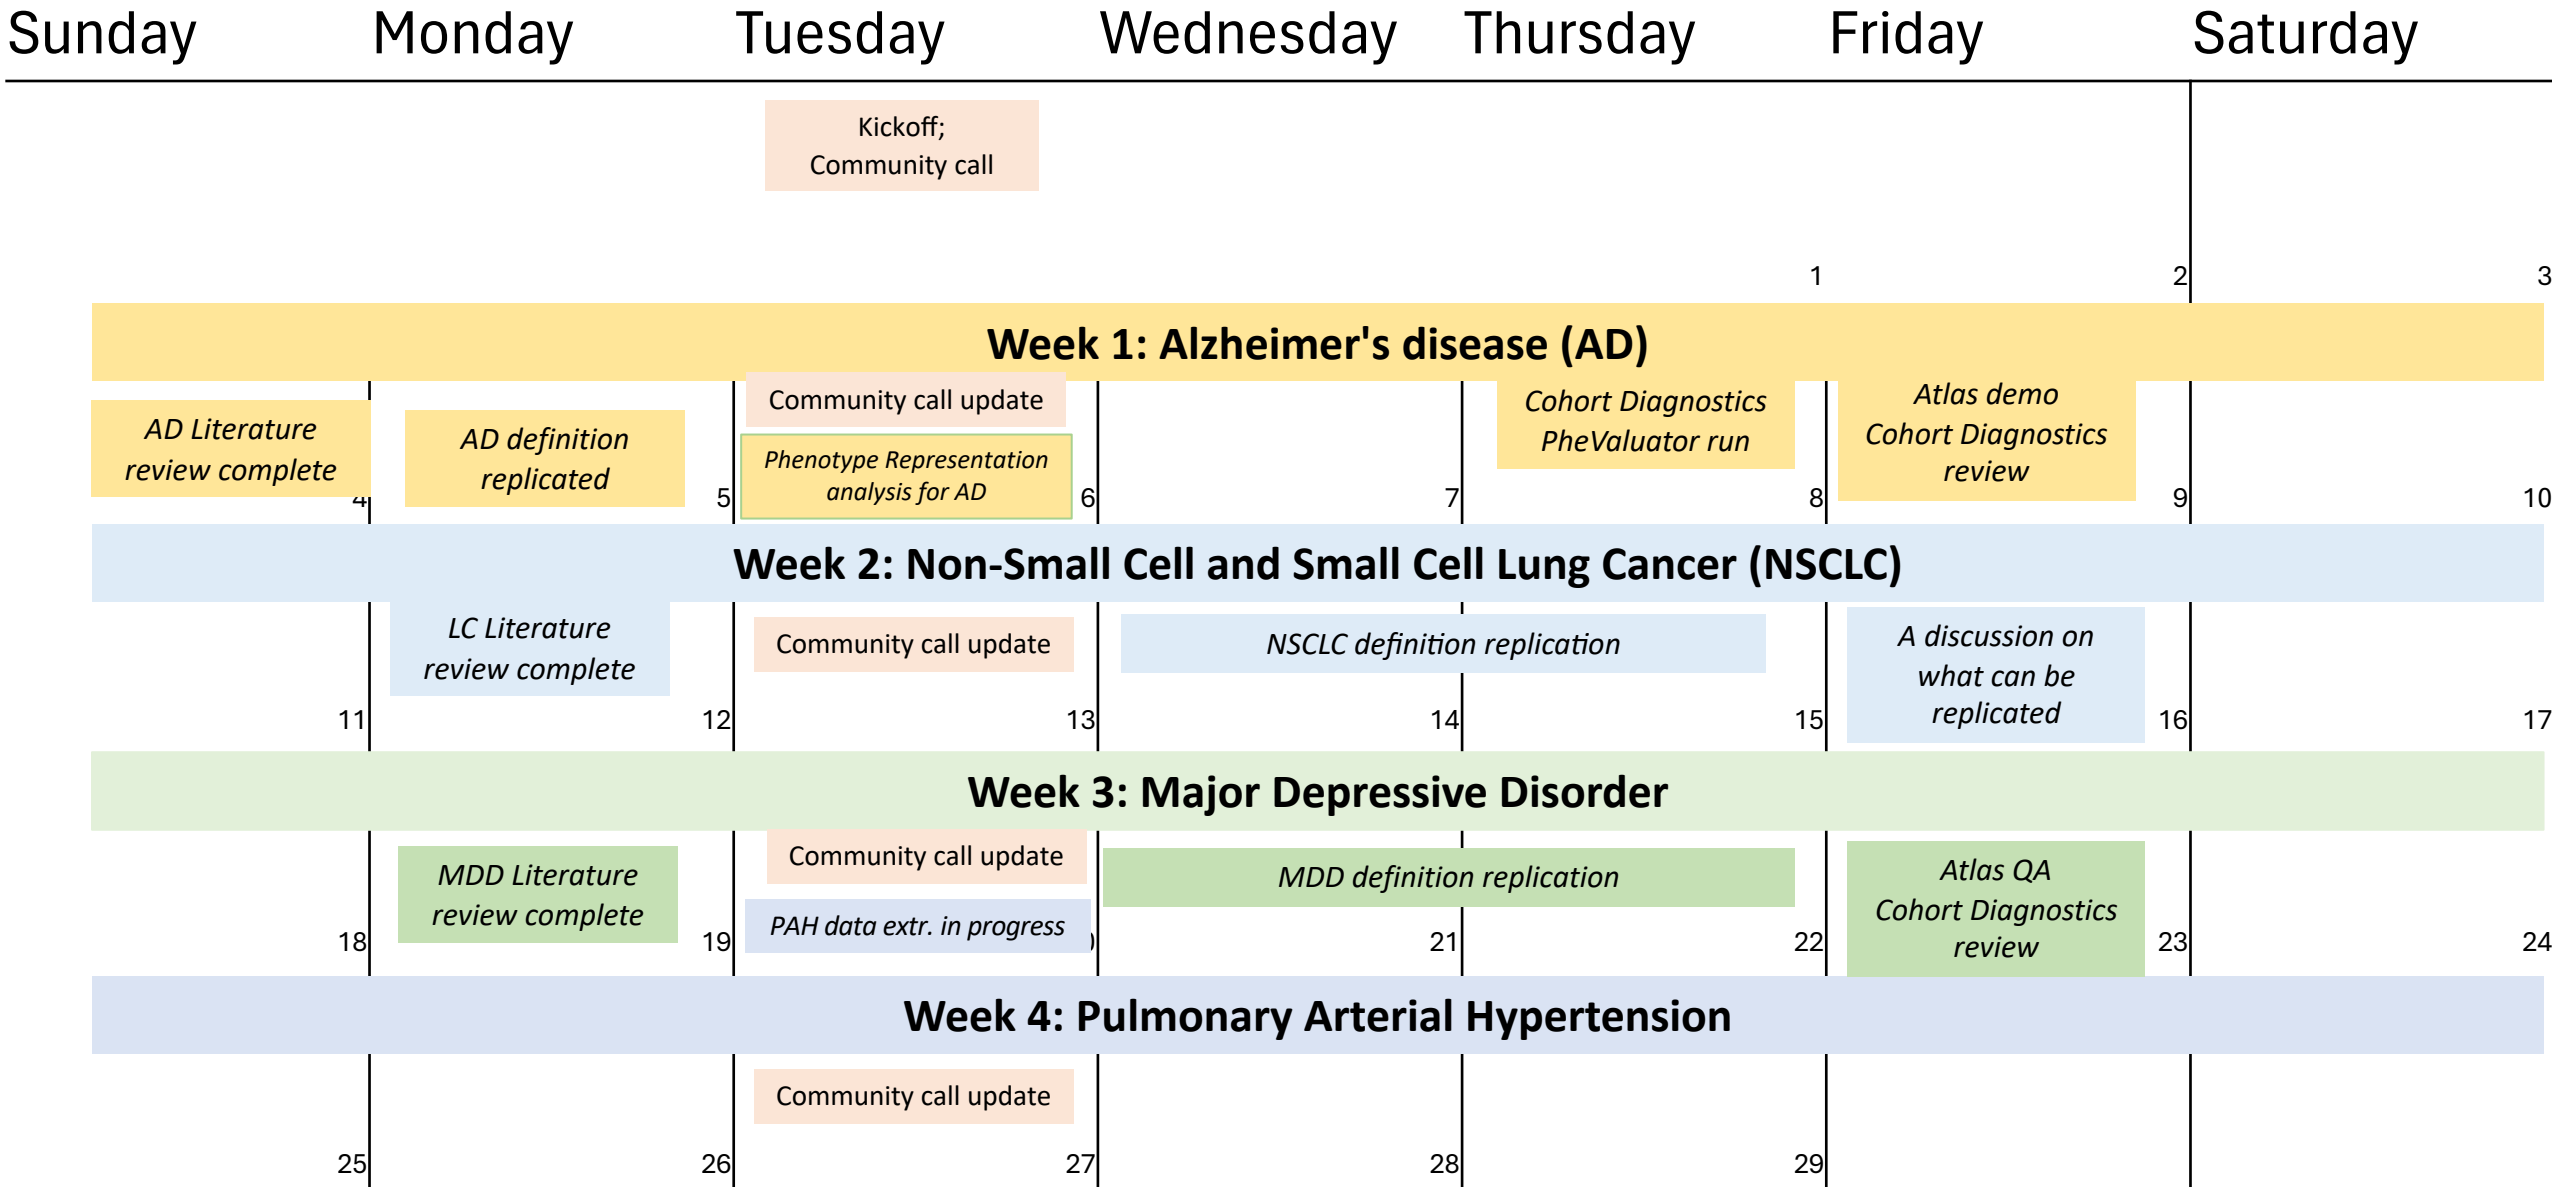 Sunday Monday Tuesday Wednesday Thursday Friday Saturday
Kickoff;
Community call
1 2 3
Week 1: Alzheimer's disease (AD)
AD Literature
review complete
4
AD definition
replicated
5
Community call update
Phenotype Representation
analysis for AD
6
7
Cohort Diagnostics
PheValuator run
8
Atlas demo
Cohort Diagnostics
review
9
10
Week 2: Non-Small Cell and Small Cell Lung Cancer (NSCLC)
11
LC Literature
review complete
12
Community call update
13
NSCLC definition replication
14
15
A discussion on
what can be
replicated
16
17
Week 3: Major Depressive Disorder
18
MDD Literature
review complete
19
Community call update
PAH data extr. in progress
MDD definition replication
21
22
Atlas QA
Cohort Diagnostics
review
23
24
Week 4: Pulmonary Arterial Hypertension
25
26
Community call update
27
28
29